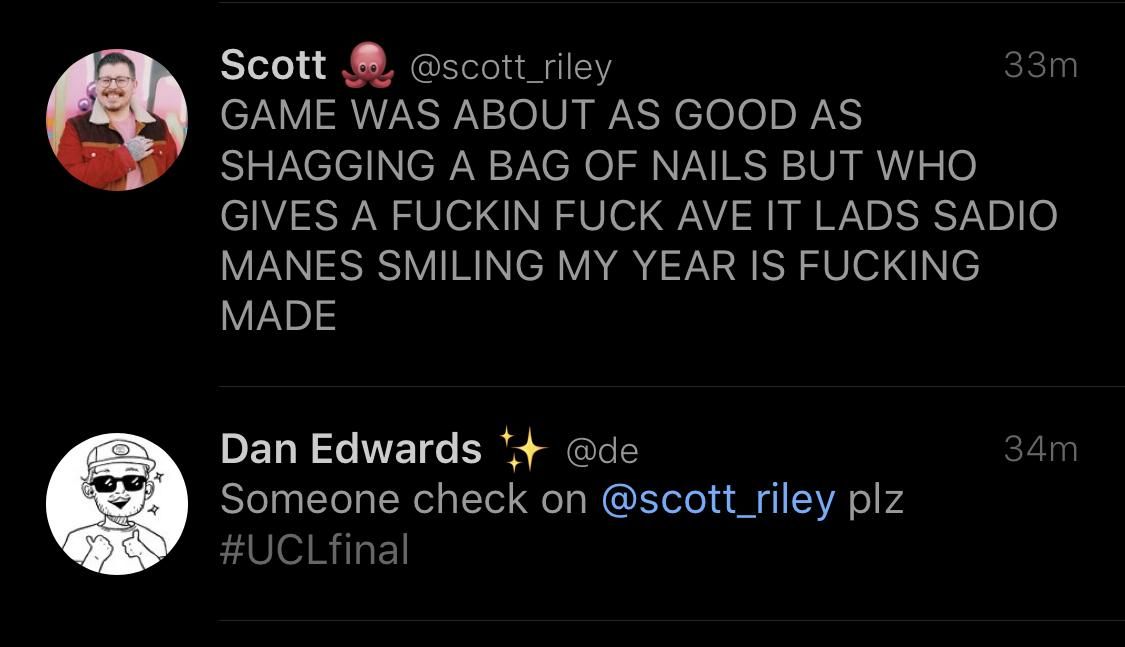 Scott 🐙 @scott_riley 33m
GAME WAS ABOUT AS GOOD AS
SHAGGING A BAG OF NAILS BUT WHO
GIVES A FUCKIN FUCK AVE IT LADS SADIO
MANES SMILING MY YEAR IS FUCKING
MADE
Dan Edwards ✨ @de 34m
Someone check on @scott_riley plz
#UCLfinal